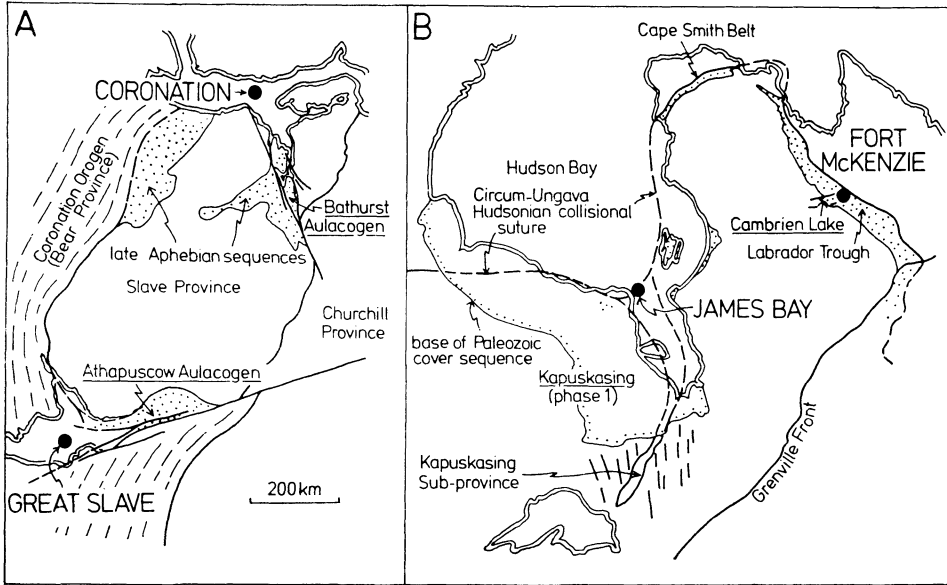 A
CORONATION
Coronation Orogen
(Bear Province)
Bathurst
Aulacogen
late Aphebian sequences
Slave Province
Churchill
Province
Athapuscow Aulacogen
GREAT SLAVE
200km
B
Cape Smith Belt
Hudson Bay
Circum-Ungava
Hudsonian collisional
suture
FORT
McKENZIE
Cambrien Lake
Labrador Trough
JAMES BAY
base of Paleozoic
cover sequence
Kapuskasing
(phase 1)
Kapuskasing
Sub-province
Grenville Front